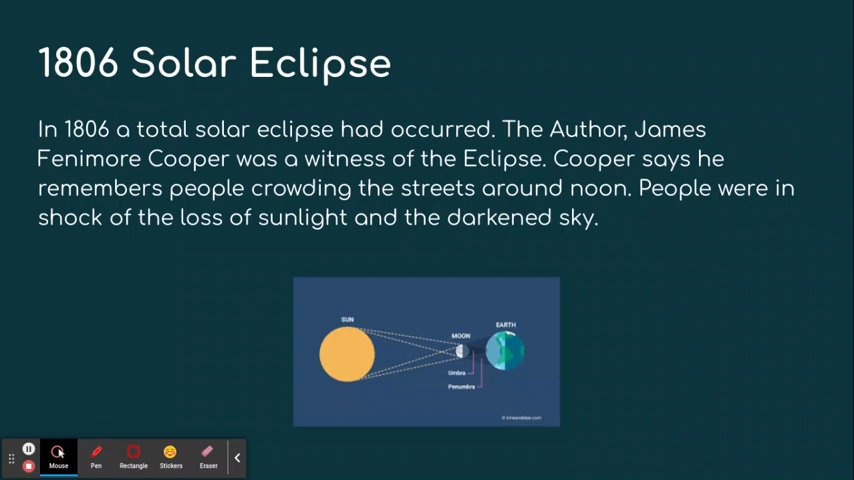 1806 Solar Eclipse
In 1806 a total solar eclipse had occurred. The Author, James
Fenimore Cooper was a witness of the Eclipse. Cooper says he
remembers people crowding the streets around noon. People were in
shock of the loss of sunlight and the darkened sky.
SUN
MOON
EARTH
Umbra
Penumbra
© timeanddate.com
Mouse
Pen
Rectangle
Stickers
Eraser